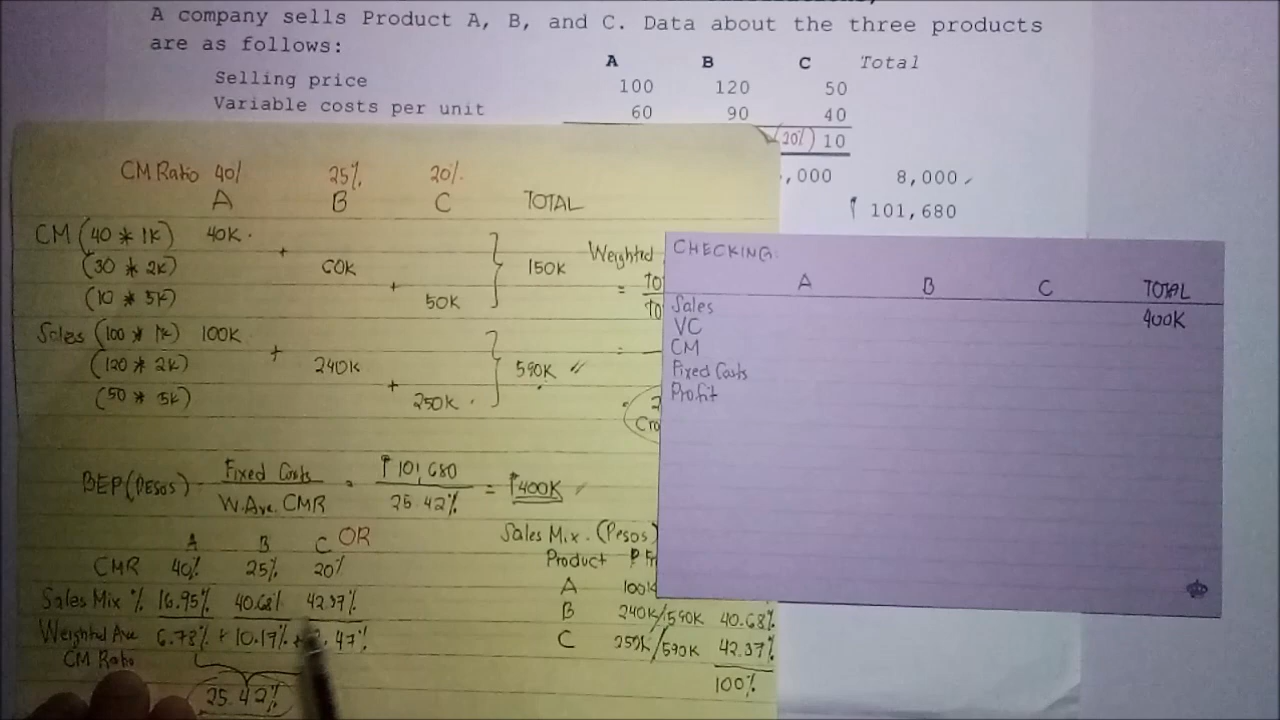 A company sells Product A, B, and C. Data about the three products
are as follows:
A B C Total
Selling price 100 120 50
Variable costs per unit 60 90 40
(20%) 10
,000 8,000
₱ 101,680
CM Ratio 40% 25% 20%
A B C TOTAL
CM (40 * 1K) 40K
+
(30 * 2K) 60K
+
(10 * 5K) 50K
150K
Weighted
=
Sales (100 * 1K) 100K
+
(120 * 2K) 240K
+
(50 * 5K) 250K
590K
=
BEP (PESOS) = Fixed Costs / W. Ave. CMR = ₱101,680 / 25.42% = ₱400K
OR
A B C
CMR 40% 25% 20%
Sales Mix % 16.95% 40.68% 42.37%
Weighted Ave 6.78% + 10.17% + 47%
CM Ratio
25.42%
Sales Mix. (Pesos)
Product
A 100K
B 240K/590K 40.68%
C 250K/590K 42.37%
100%
CHECKING:
A B C TOTAL
Sales 400K
VC
CM
Fixed Costs
Profit